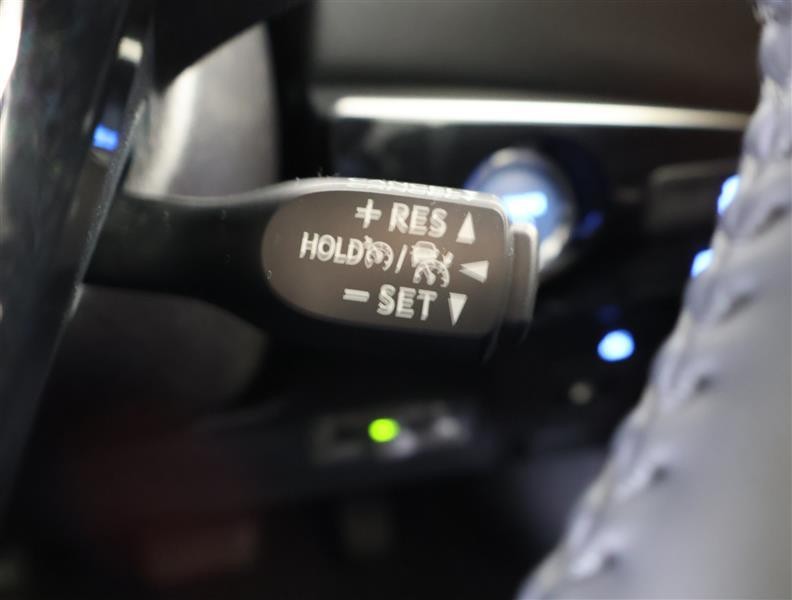 + RES ▲
HOLD / ◀
- SET ▼